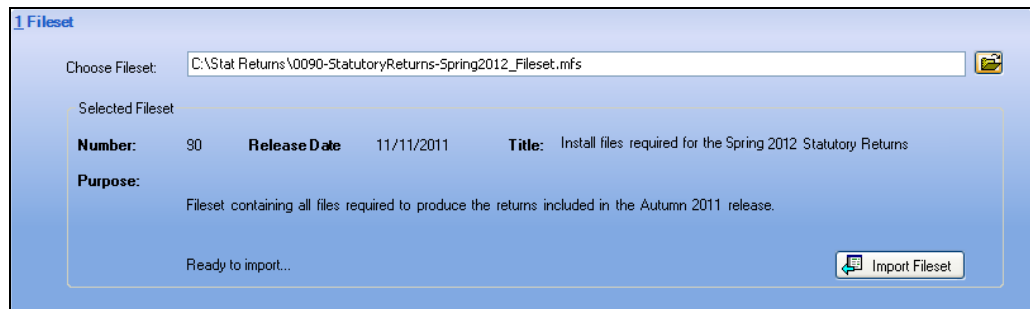 1 Fileset
Choose Fileset: C:\Stat Returns\0090-StatutoryReturns-Spring2012_Fileset.mfs
Selected Fileset
Number: 90 Release Date 11/11/2011 Title: Install files required for the Spring 2012 Statutory Returns
Purpose:
Fileset containing all files required to produce the returns included in the Autumn 2011 release.
Ready to import... Import Fileset